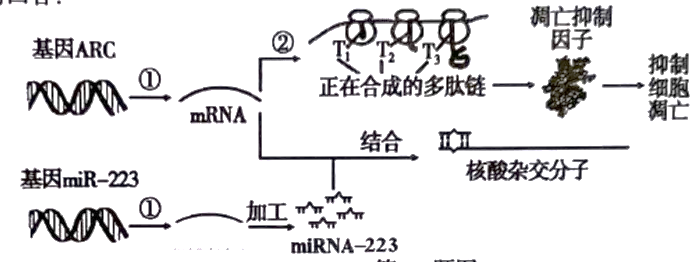 基因ARC
①
mRNA
②
T₁ T₂ T₃
正在合成的多肽链
凋亡抑制
因子
抑制
细胞
凋亡
结合
核酸杂交分子
基因miR-223
①
加工
miRNA-223